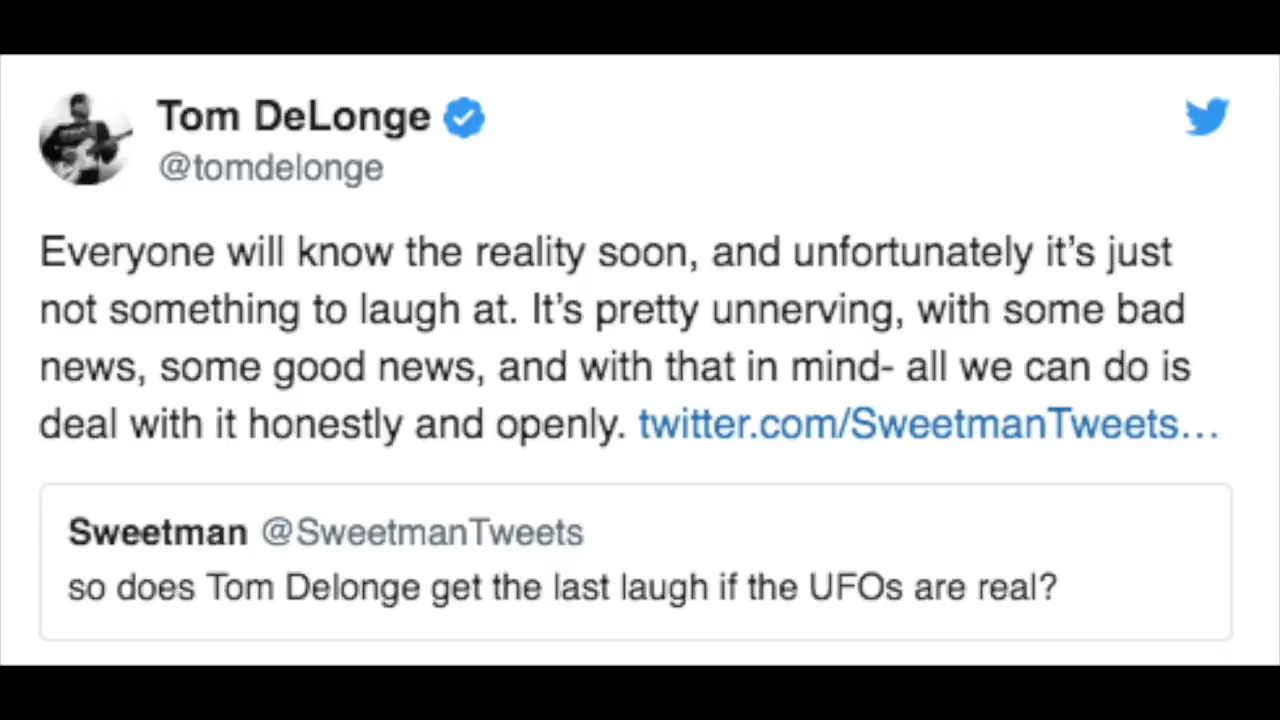 Tom DeLonge
@tomdelonge
Everyone will know the reality soon, and unfortunately it’s just
not something to laugh at. It’s pretty unnerving, with some bad
news, some good news, and with that in mind- all we can do is
deal with it honestly and openly. twitter.com/SweetmanTweets…
Sweetman @SweetmanTweets
so does Tom Delonge get the last laugh if the UFOs are real?